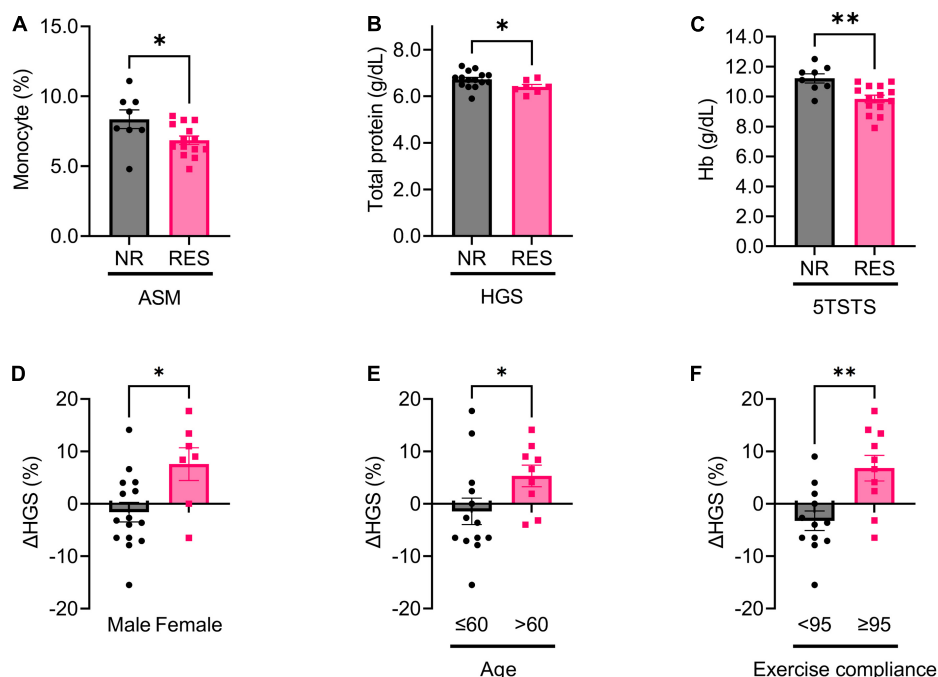 A
Monocyte (%)
15.0
10.0
5.0
0.0
*
NR RES
ASM
B
Total protein (g/dL)
8.0
6.0
4.0
2.0
0.0
*
NR RES
HGS
C
Hb (g/dL)
14.0
12.0
10.0
8.0
6.0
4.0
2.0
0.0
**
NR RES
5TSTS
D
ΔHGS (%)
20
10
0
-10
-20
*
Male Female
E
ΔHGS (%)
20
10
0
-10
-20
*
≤60 >60
Age
F
ΔHGS (%)
20
10
0
-10
-20
**
<95 ≥95
Exercise compliance